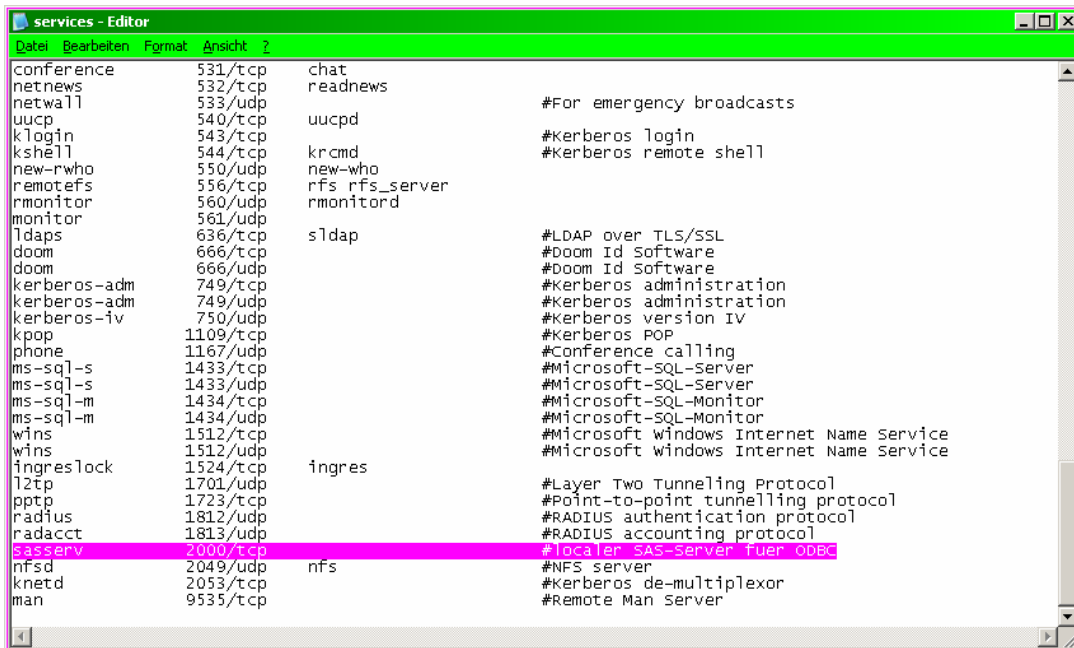 services - Editor
Datei Bearbeiten Format Ansicht ?
conference 531/tcp chat
netnews 532/tcp readnews
netwall 533/udp #For emergency broadcasts
uucp 540/tcp uucpd
klogin 543/tcp #Kerberos login
kshell 544/tcp krcmd #Kerberos remote shell
new-rwho 550/udp new-who
remotefs 556/tcp rfs rfs_server
rmonitor 560/udp rmonitord
monitor 561/udp
ldaps 636/tcp sldap #LDAP over TLS/SSL
doom 666/tcp #Doom Id Software
doom 666/udp #Doom Id Software
kerberos-adm 749/tcp #Kerberos administration
kerberos-adm 749/udp #Kerberos administration
kerberos-iv 750/udp #Kerberos version IV
kpop 1109/tcp #Kerberos POP
phone 1167/udp #Conference calling
ms-sql-s 1433/tcp #Microsoft-SQL-Server
ms-sql-s 1433/udp #Microsoft-SQL-Server
ms-sql-m 1434/tcp #Microsoft-SQL-Monitor
ms-sql-m 1434/udp #Microsoft-SQL-Monitor
wins 1512/tcp #Microsoft Windows Internet Name Service
wins 1512/udp #Microsoft Windows Internet Name Service
ingreslock 1524/tcp ingres
l2tp 1701/udp #Layer Two Tunneling Protocol
pptp 1723/tcp #Point-to-point tunnelling protocol
radius 1812/udp #RADIUS authentication protocol
radacct 1813/udp #RADIUS accounting protocol
sasserv 2000/tcp #localer SAS-Server fuer ODBC
nfsd 2049/udp nfs #NFS server
knetd 2053/tcp #Kerberos de-multiplexor
man 9535/tcp #Remote Man Server